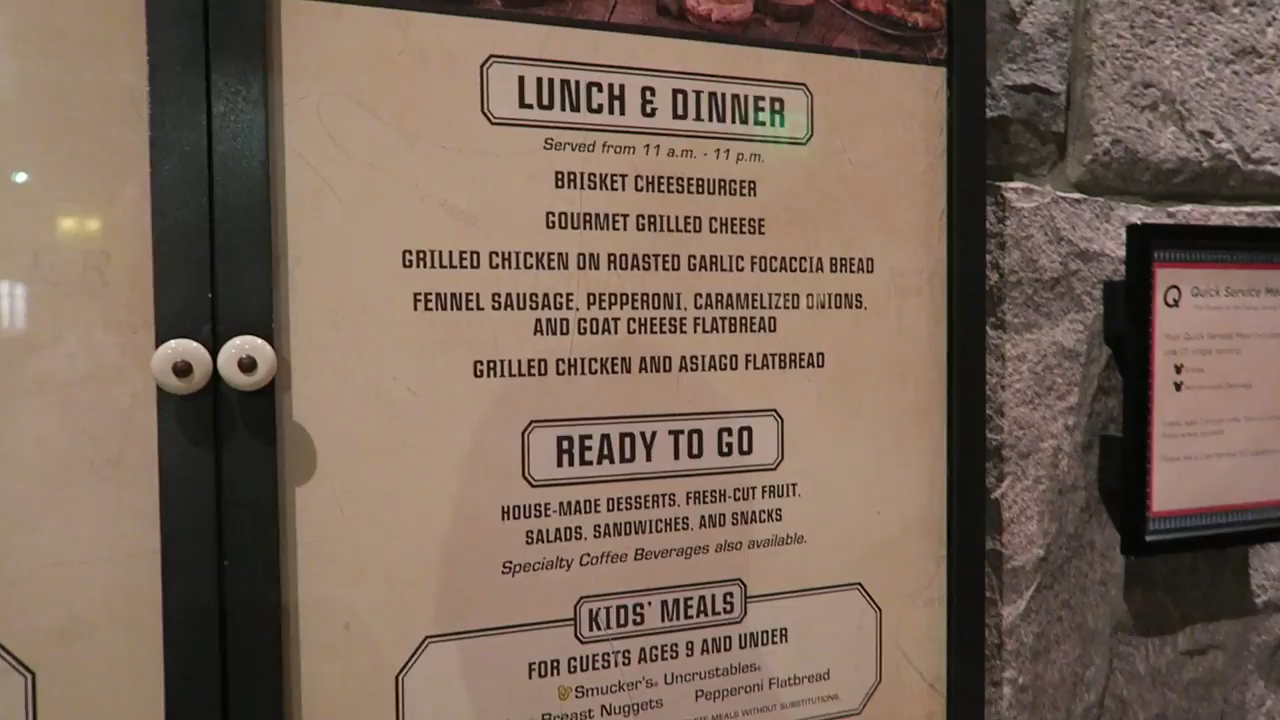 LUNCH & DINNER
Served from 11 a.m. - 11 p.m.
BRISKET CHEESEBURGER
GOURMET GRILLED CHEESE
GRILLED CHICKEN ON ROASTED GARLIC FOCACCIA BREAD
FENNEL SAUSAGE, PEPPERONI, CARAMELIZED ONIONS,
AND GOAT CHEESE FLATBREAD
GRILLED CHICKEN AND ASIAGO FLATBREAD
READY TO GO
HOUSE-MADE DESSERTS, FRESH-CUT FRUIT,
SALADS, SANDWICHES, AND SNACKS
Specialty Coffee Beverages also available.
KIDS' MEALS
FOR GUESTS AGES 9 AND UNDER
Smucker's® Uncrustables®
Breast Nuggets Pepperoni Flatbread
MEALS WITHOUT SUBSTITUTIONS.
Q Quick Service